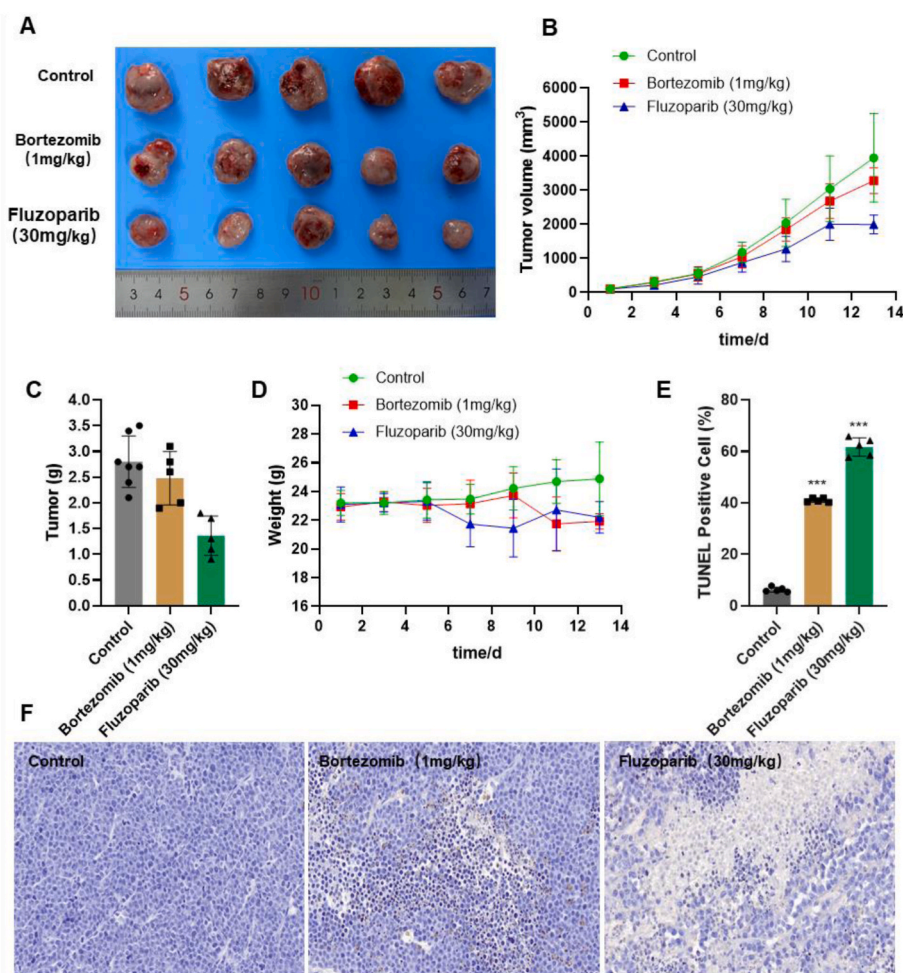 A
Control
Bortezomib
(1mg/kg)
Fluzoparib
(30mg/kg)
3 4 5 6 7 8 9 10 1 2 3 4 5 6 7
B
Control
Bortezomib (1mg/kg)
Fluzoparib (30mg/kg)
Tumor volume (mm³)
6000
5000
4000
3000
2000
1000
0
0 2 4 6 8 10 12 14
time/d
C
Tumor (g)
4.0
3.5
3.0
2.5
2.0
1.5
1.0
0.5
0.0
Control
Bortezomib (1mg/kg)
Fluzoparib (30mg/kg)
D
Control
Bortezomib (1mg/kg)
Fluzoparib (30mg/kg)
Weight (g)
30
28
26
24
22
20
18
16
0 2 4 6 8 10 12 14
time/d
E
TUNEL Positive Cell (%)
80
60
40
20
0
***
***
Control
Bortezomib (1mg/kg)
Fluzoparib (30mg/kg)
F
Control
Bortezomib (1mg/kg)
Fluzoparib (30mg/kg)